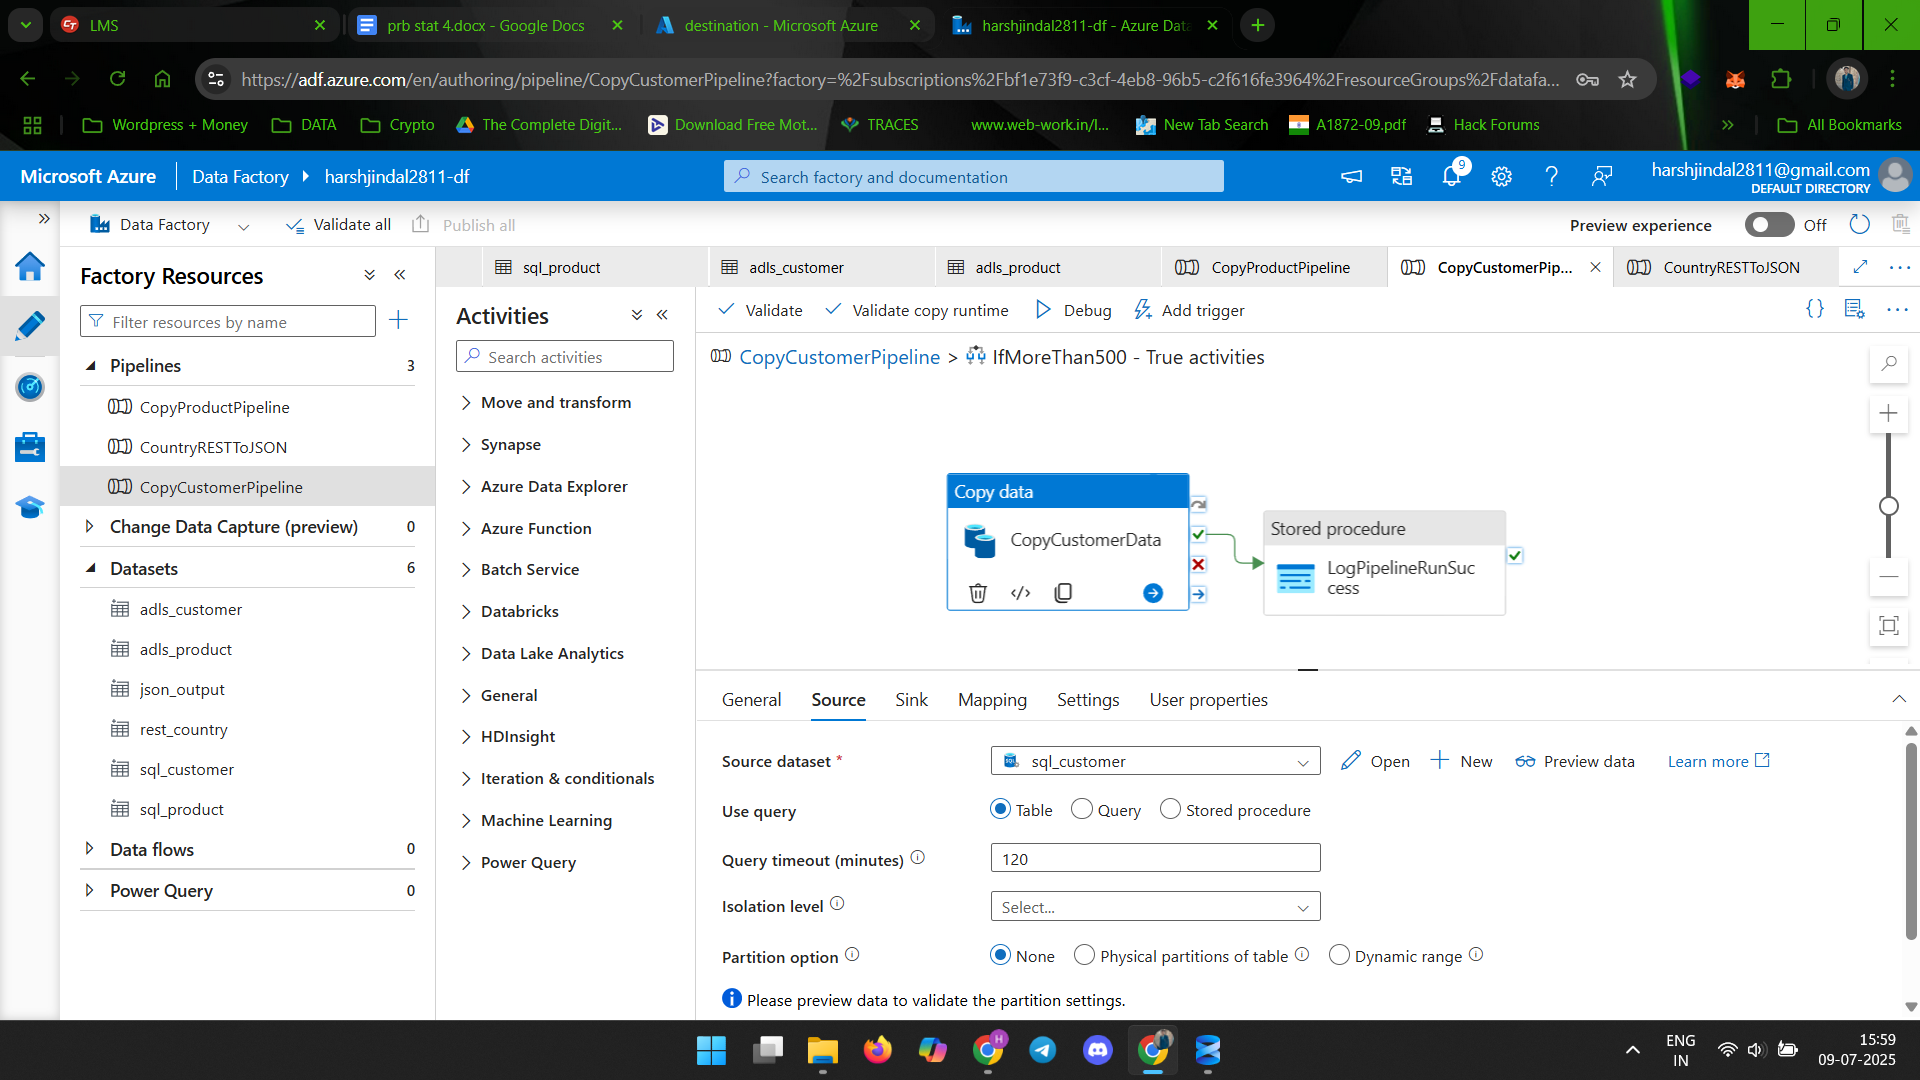 LMS
prb stat 4.docx - Google Docs
destination - Microsoft Azure
harshjindal2811-df - Azure Data
https://adf.azure.com/en/authoring/pipeline/CopyCustomerPipeline?factory=%2Fsubscriptions%2Fbf1e73f9-c3cf-4eb8-96b5-c2f616fe3964%2FresourceGroups%2Fdatafa...
Wordpress + Money
DATA
Crypto
The Complete Digit...
Download Free Mot...
TRACES
www.web-work.in/l...
New Tab Search
A1872-09.pdf
Hack Forums
All Bookmarks
Microsoft Azure
Data Factory
harshjindal2811-df
Search factory and documentation
9
harshjindal2811@gmail.com
DEFAULT DIRECTORY
Data Factory
Validate all
Publish all
Preview experience
Off
Factory Resources
Filter resources by name
Pipelines 3
CopyProductPipeline
CountryRESTToJSON
CopyCustomerPipeline
Change Data Capture (preview) 0
Datasets 6
adls_customer
adls_product
json_output
rest_country
sql_customer
sql_product
Data flows 0
Power Query 0
sql_product
adls_customer
adls_product
CopyProductPipeline
CopyCustomerPip...
CountryRESTToJSON
Activities
Search activities
Move and transform
Synapse
Azure Data Explorer
Azure Function
Batch Service
Databricks
Data Lake Analytics
General
HDInsight
Iteration & conditionals
Machine Learning
Power Query
Validate
Validate copy runtime
Debug
Add trigger
CopyCustomerPipeline > IfMoreThan500 - True activities
Copy data
CopyCustomerData
Stored procedure
LogPipelineRunSuc
cess
General
Source
Sink
Mapping
Settings
User properties
Source dataset *
sql_customer
Open
New
Preview data
Learn more
Use query
Table
Query
Stored procedure
Query timeout (minutes)
120
Isolation level
Select...
Partition option
None
Physical partitions of table
Dynamic range
Please preview data to validate the partition settings.
H
ENG
IN
15:59
09-07-2025